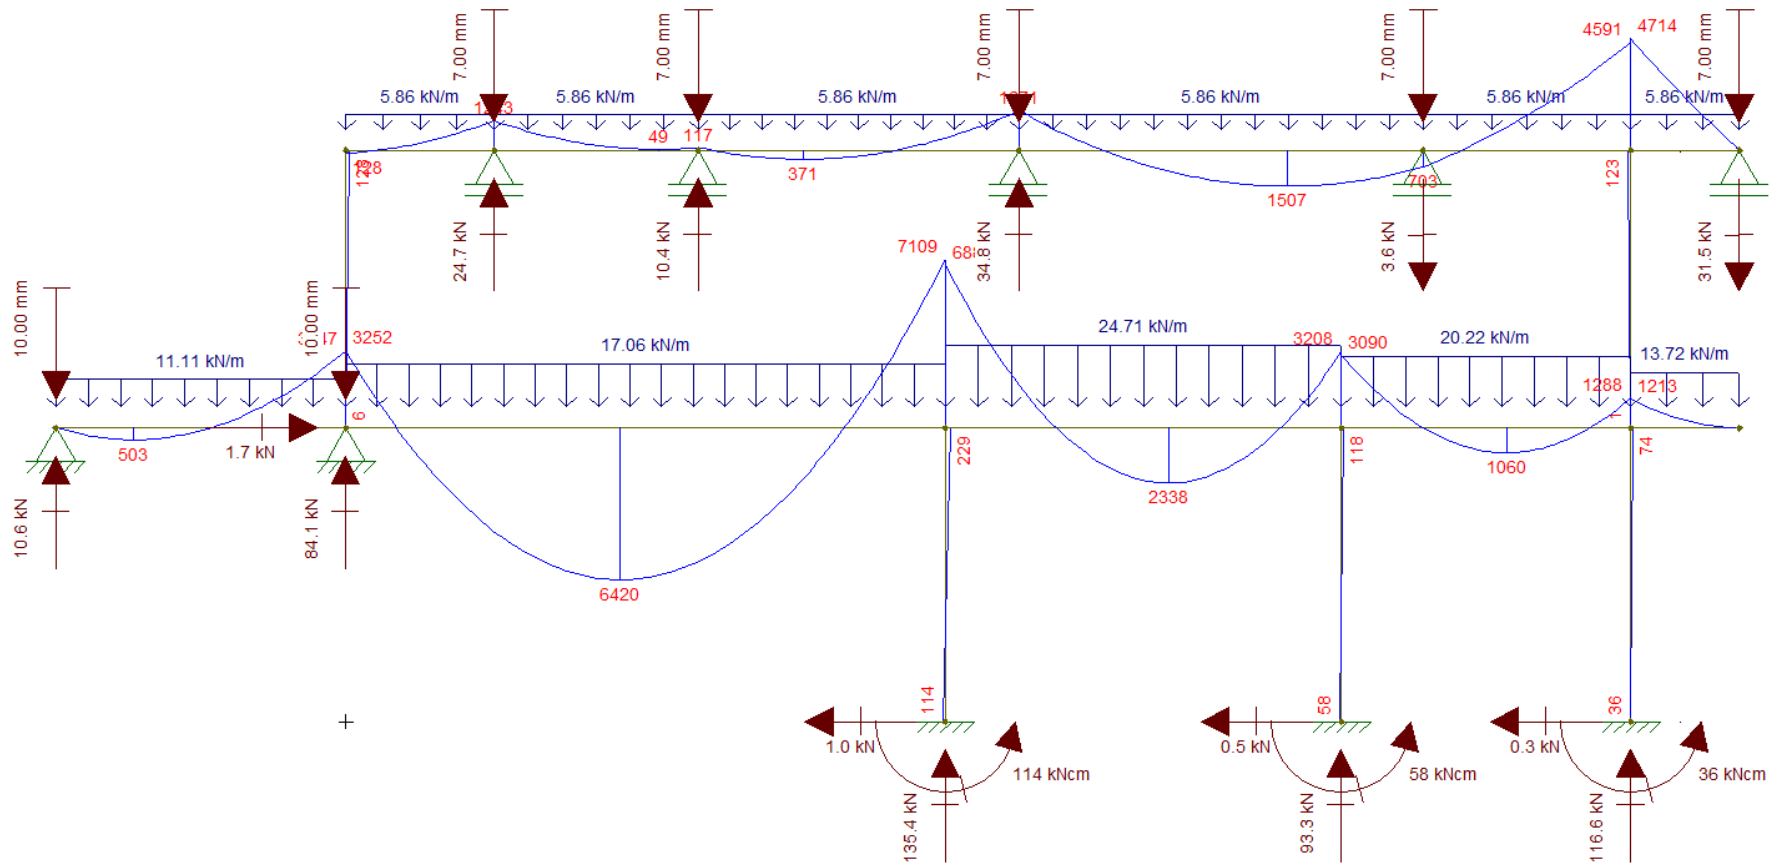 4591 4714
7.00 mm
7.00 mm
7.00 mm
7.00 mm
7.00 mm
5.86 kN/m
5.86 kN/m
5.86 kN/m
5.86 kN/m
5.86 kN/m
5.86 kN/m
49 117
371
1507
703
123
24.7 kN
10.4 kN
34.8 kN
3.6 kN
31.5 kN
7109
10.00 mm
10.00 mm
3252
11.11 kN/m
17.06 kN/m
24.71 kN/m
3208 3090
20.22 kN/m
13.72 kN/m
1288 1213
6
1
503
1.7 kN
229
118
74
2338
1060
10.6 kN
84.1 kN
6420
114
58
36
1.0 kN
114 kNcm
0.5 kN
58 kNcm
0.3 kN
36 kNcm
135.4 kN
93.3 kN
116.6 kN